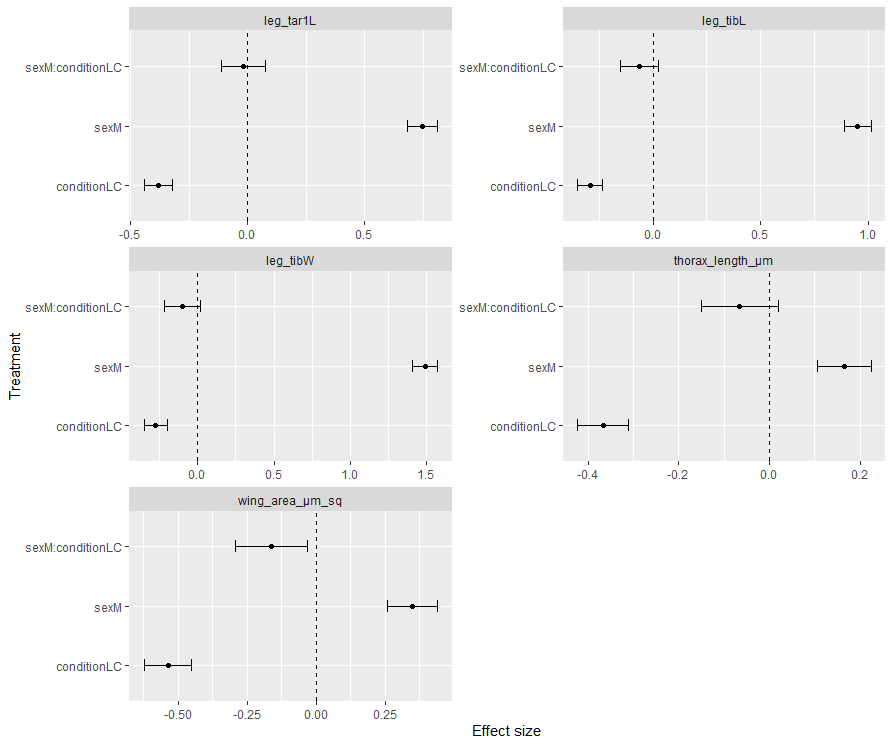 leg_tar1L
leg_tibL
sexM:conditionLC
sexM:conditionLC
sexM
sexM
conditionLC
conditionLC
-0.5 0.0 0.5
0.0 0.5 1.0
leg_tibW
thorax_length_µm
sexM:conditionLC
sexM:conditionLC
sexM
sexM
conditionLC
conditionLC
0.0 0.5 1.0 1.5
-0.4 -0.2 0.0 0.2
Treatment
wing_area_µm_sq
sexM:conditionLC
sexM
conditionLC
-0.50 -0.25 0.00 0.25
Effect size